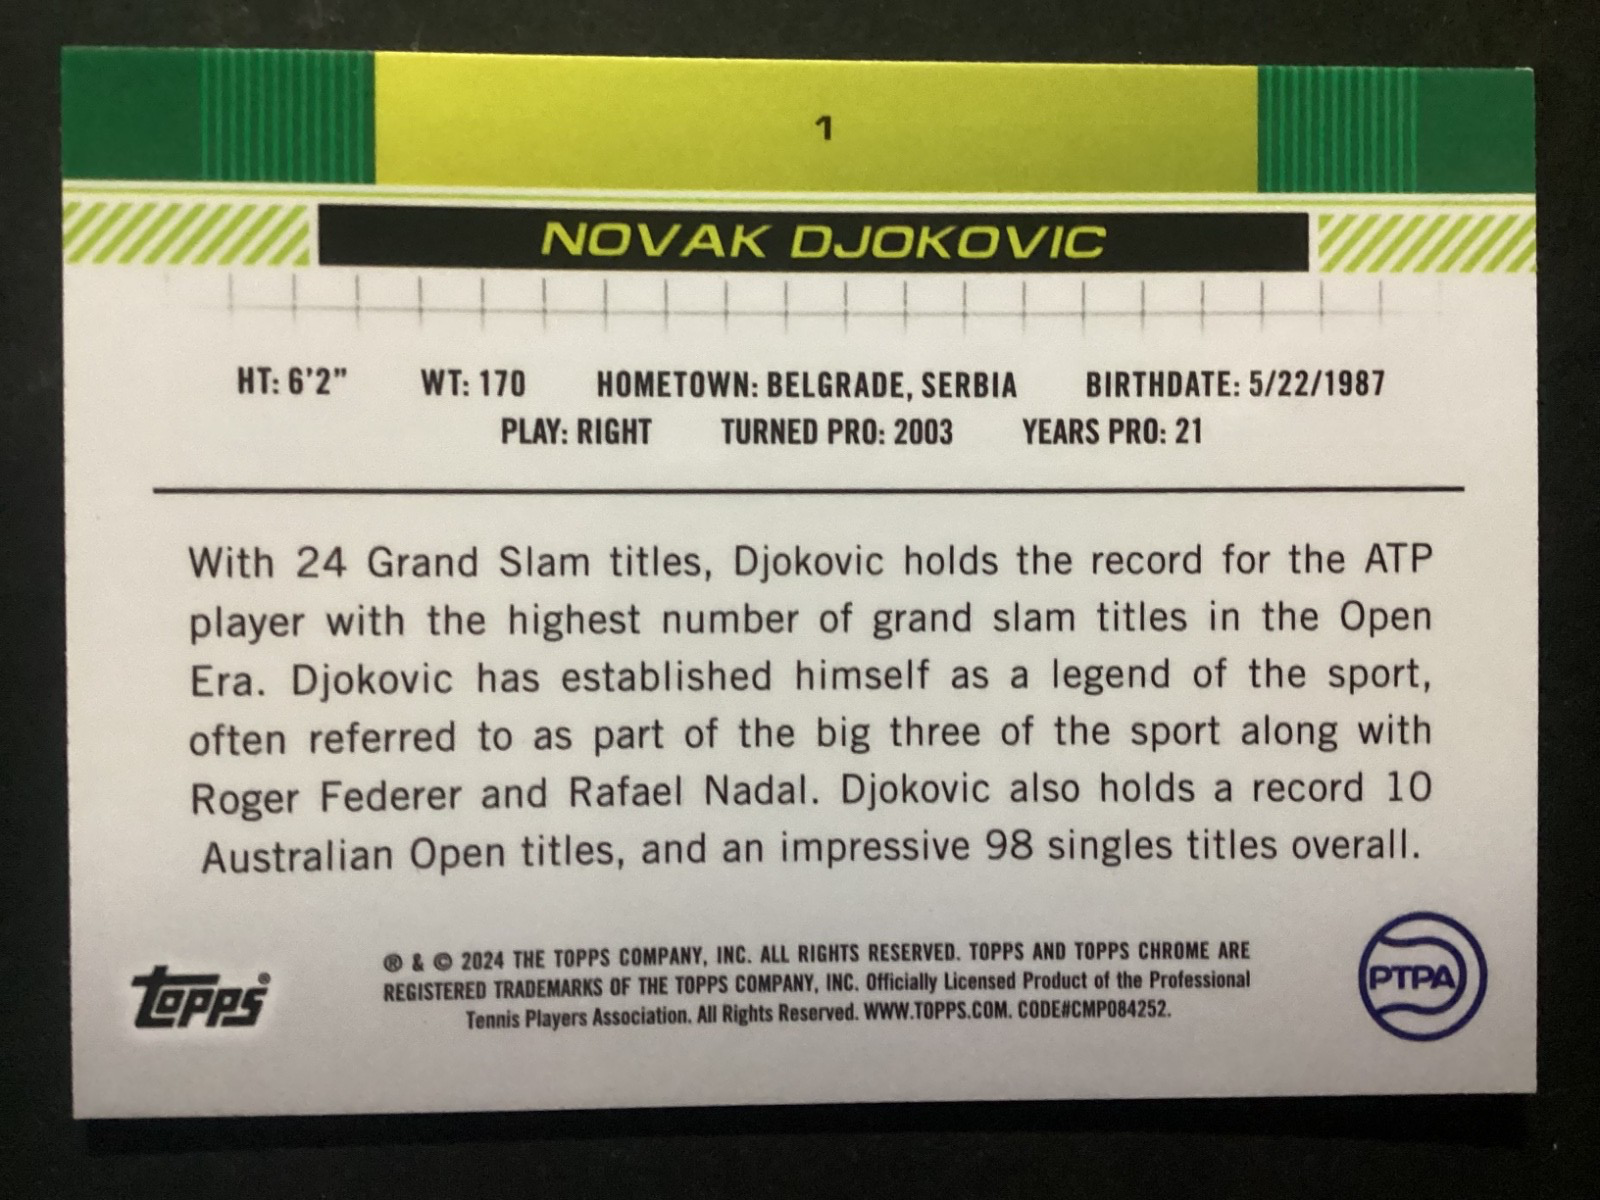 1
NOVAK DJOKOVIC
HT: 6'2" WT: 170 HOMETOWN: BELGRADE, SERBIA BIRTHDATE: 5/22/1987
PLAY: RIGHT TURNED PRO: 2003 YEARS PRO: 21
With 24 Grand Slam titles, Djokovic holds the record for the ATP
player with the highest number of grand slam titles in the Open
Era. Djokovic has established himself as a legend of the sport,
often referred to as part of the big three of the sport along with
Roger Federer and Rafael Nadal. Djokovic also holds a record 10
Australian Open titles, and an impressive 98 singles titles overall.
® & © 2024 THE TOPPS COMPANY, INC. ALL RIGHTS RESERVED. TOPPS AND TOPPS CHROME ARE
REGISTERED TRADEMARKS OF THE TOPPS COMPANY, INC. Officially Licensed Product of the Professional
Tennis Players Association. All Rights Reserved. WWW.TOPPS.COM. CODE#CMP084252.
topps®
PTPA